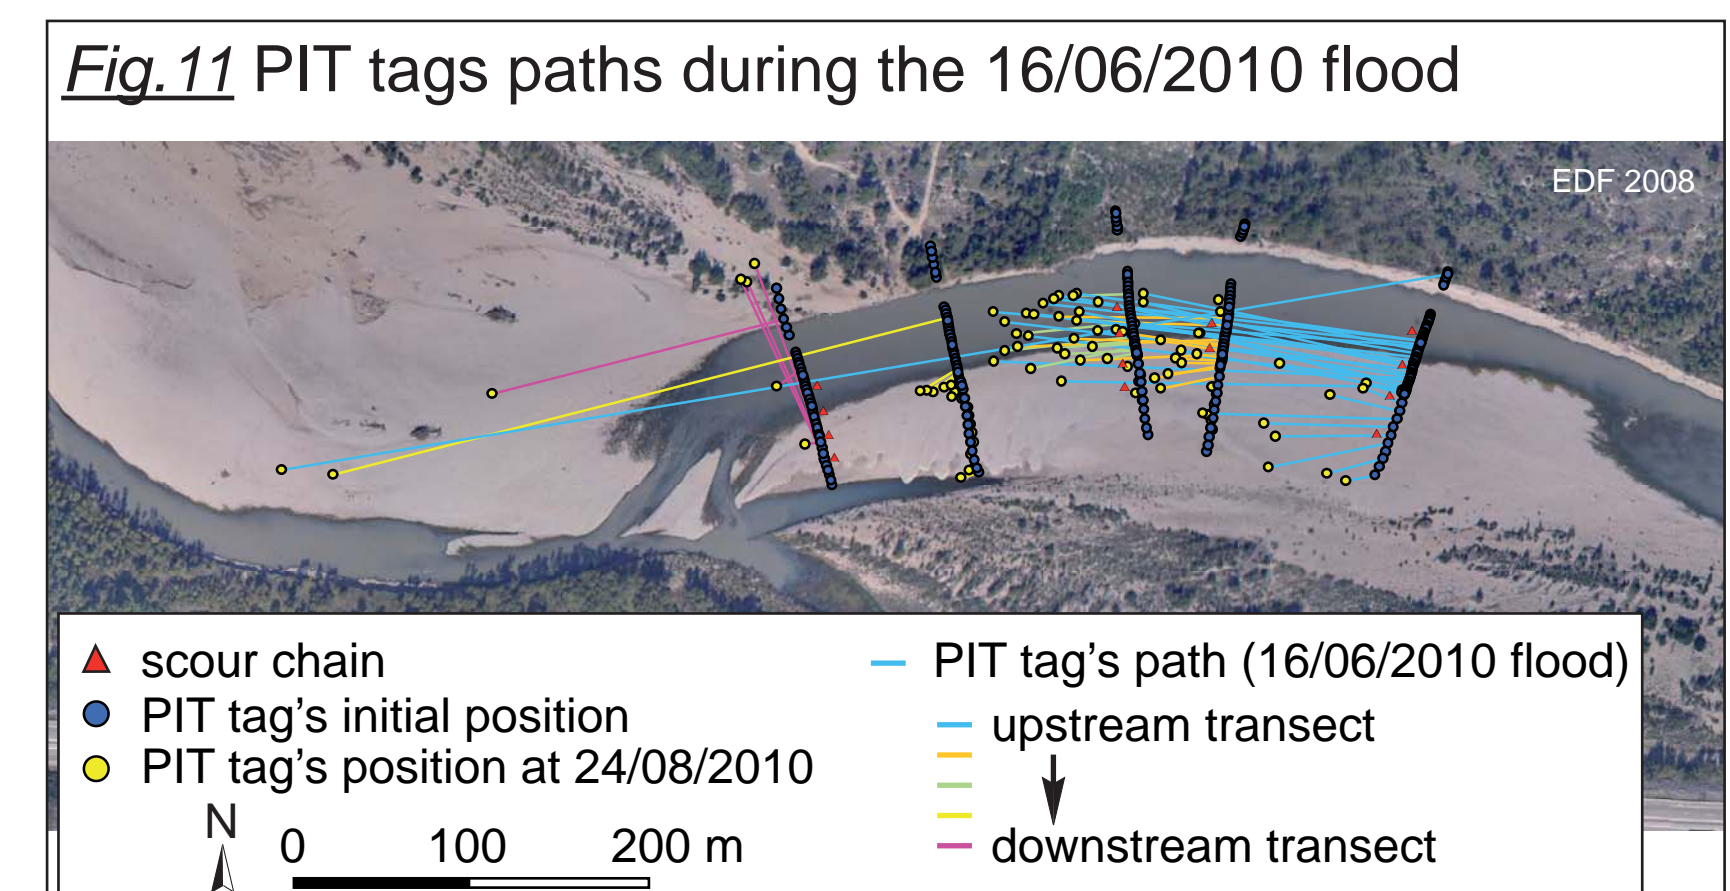 Fig.11 PIT tags paths during the 16/06/2010 flood
EDF 2008
scour chain
PIT tag's initial position
PIT tag's position at 24/08/2010
N
0 100 200 m
PIT tag's path (16/06/2010 flood)
upstream transect
downstream transect